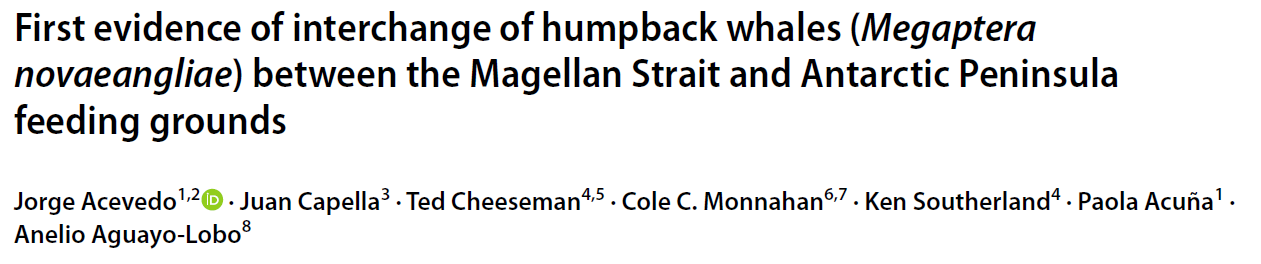 First evidence of interchange of humpback whales (Megaptera
novaeangliae) between the Magellan Strait and Antarctic Peninsula
feeding grounds
Jorge Acevedo1,2 iD · Juan Capella3 · Ted Cheeseman4,5 · Cole C. Monnahan6,7 · Ken Southerland4 · Paola Acuña1 ·
Anelio Aguayo-Lobo8